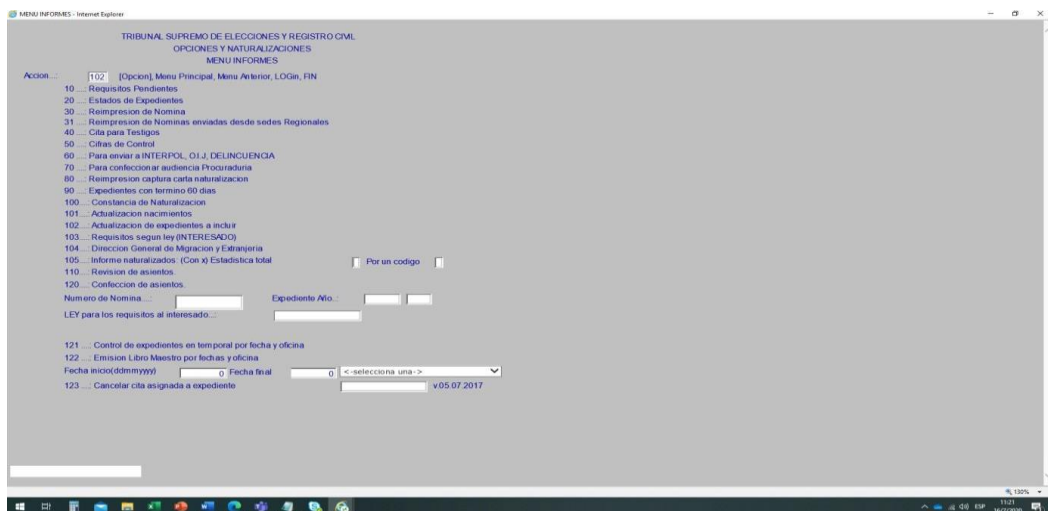 MENU INFORMES - Internet Explorer
TRIBUNAL SUPREMO DE ELECCIONES Y REGISTRO CIVIL
OPCIONES Y NATURALIZACIONES
MENU INFORMES
Accion...: 102 [Opcion], Menu Principal, Menu Anterior, LOGin, FIN
10 ...: Requisitos Pendientes
20 ...: Estados de Expedientes
30 ...: Reimpresion de Nomina
31 ...: Reimpresion de Nominas enviadas desde sedes Regionales
40 ...: Cita para Testigos
50 ...: Cifras de Control
60 ...: Para enviar a INTERPOL, O.I.J, DELINCUENCIA
70 ...: Para confeccionar audiencia Procuraduria
80 ...: Reimpresion captura carta naturalizacion
90 ...: Expedientes con termino 60 dias
100...: Constancia de Naturalizacion
101...: Actualizacion nacimientos
102...: Actualizacion de expedientes a incluir
103...: Requisitos segun ley (INTERESADO)
104...: Direccion General de Migracion y Extranjeria
105...: Informe naturalizados: (Con x) Estadistica total Por un codigo
110...: Revision de asientos.
120...: Confeccion de asientos.
Numero de Nomina...: Expediente Año..:
LEY para los requisitos al interesado...:
121 ...: Control de expedientes en temporal por fecha y oficina
122 ...: Emision Libro Maestro por fechas y oficina
Fecha inicio(ddmmyyyy) 0 Fecha final 0 <-selecciona una->
123 ...: Cancelar cita asignada a expediente v.05.07.2017
130%
ESP 11:21
16/7/2020